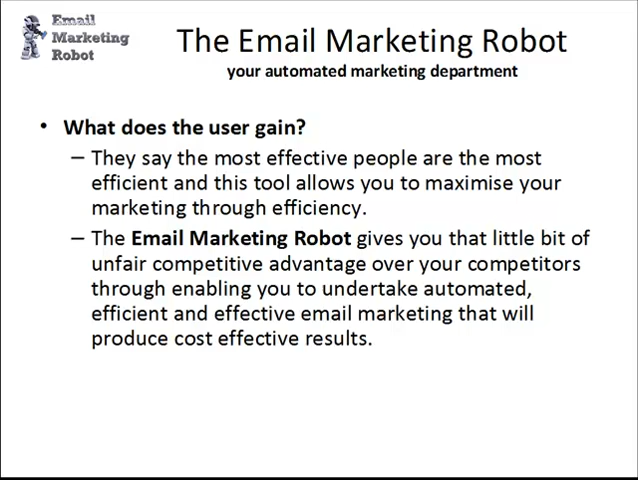 Email
Marketing
Robot
The Email Marketing Robot
your automated marketing department
• What does the user gain?
– They say the most effective people are the most
efficient and this tool allows you to maximise your
marketing through efficiency.
– The Email Marketing Robot gives you that little bit of
unfair competitive advantage over your competitors
through enabling you to undertake automated,
efficient and effective email marketing that will
produce cost effective results.